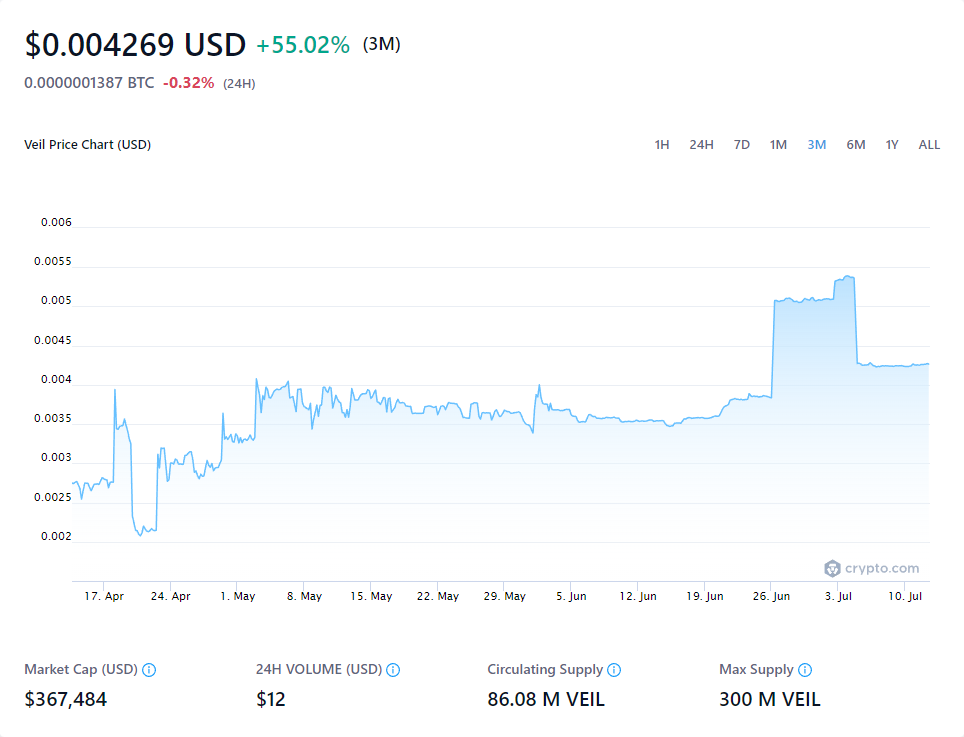 $0.004269 USD +55.02% (3M)
0.0000001387 BTC -0.32% (24H)
Veil Price Chart (USD) 1H 24H 7D 1M 3M 6M 1Y ALL
0.006
0.0055
0.005
0.0045
0.004
0.0035
0.003
0.0025
0.002
crypto.com
17. Apr 24. Apr 1. May 8. May 15. May 22. May 29. May 5. Jun 12. Jun 19. Jun 26. Jun 3. Jul 10. Jul
Market Cap (USD) 24H VOLUME (USD) Circulating Supply Max Supply
$367,484 $12 86.08 M VEIL 300 M VEIL